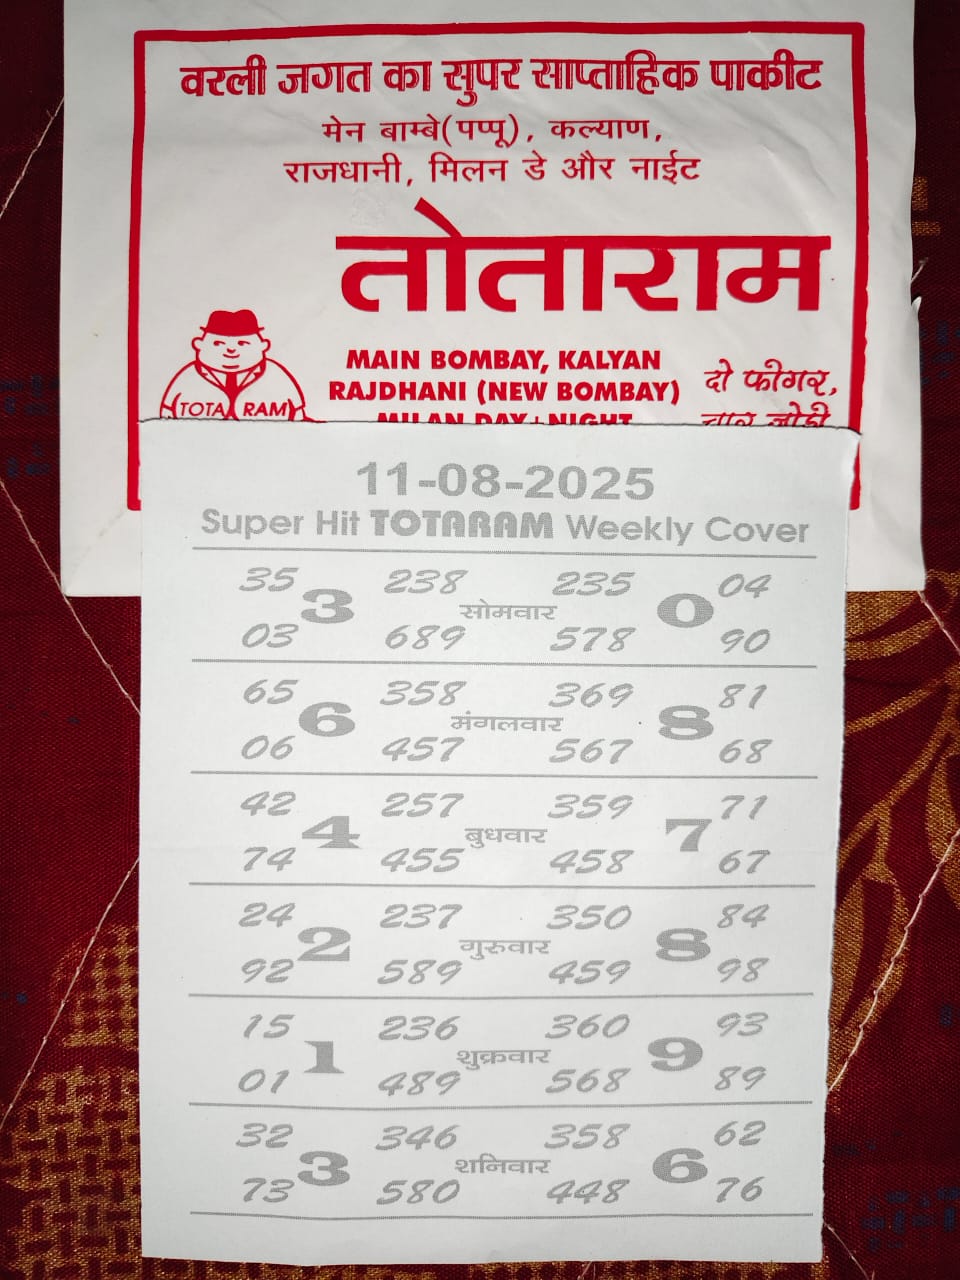 वरली जगत का सुपर साप्ताहिक पाकीट
मेन बाम्बे(पप्पू), कल्याण,
राजधानी, मिलन डे और नाईट
तोताराम
TOTA RAM
MAIN BOMBAY, KALYAN
RAJDHANI (NEW BOMBAY)
MILAN DAY+NIGHT
दो फीगर,
चार जोडी
11-08-2025
Super Hit TOTARAM Weekly Cover
35 238 235 04
3 सोमवार 0
03 689 578 90
65 358 369 81
6 मंगलवार 8
06 457 567 68
42 257 359 71
4 बुधवार 7
74 455 458 67
24 237 350 84
2 गुरुवार 8
92 589 459 98
15 236 360 93
1 शुक्रवार 9
01 489 568 89
32 346 358 62
3 शनिवार 6
73 580 448 76